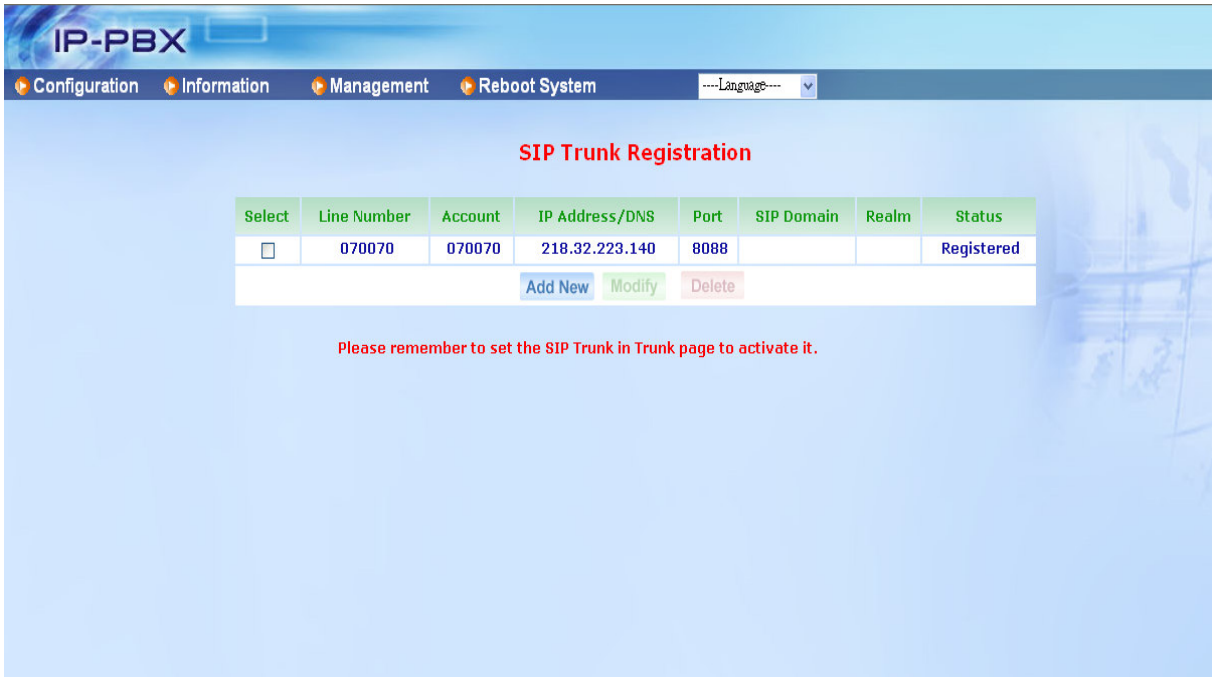 IP-PBX
Configuration Information Management Reboot System ----Language----
SIP Trunk Registration
Select Line Number Account IP Address/DNS Port SIP Domain Realm Status
070070 070070 218.32.223.140 8088 Registered
Add New Modify Delete
Please remember to set the SIP Trunk in Trunk page to activate it.